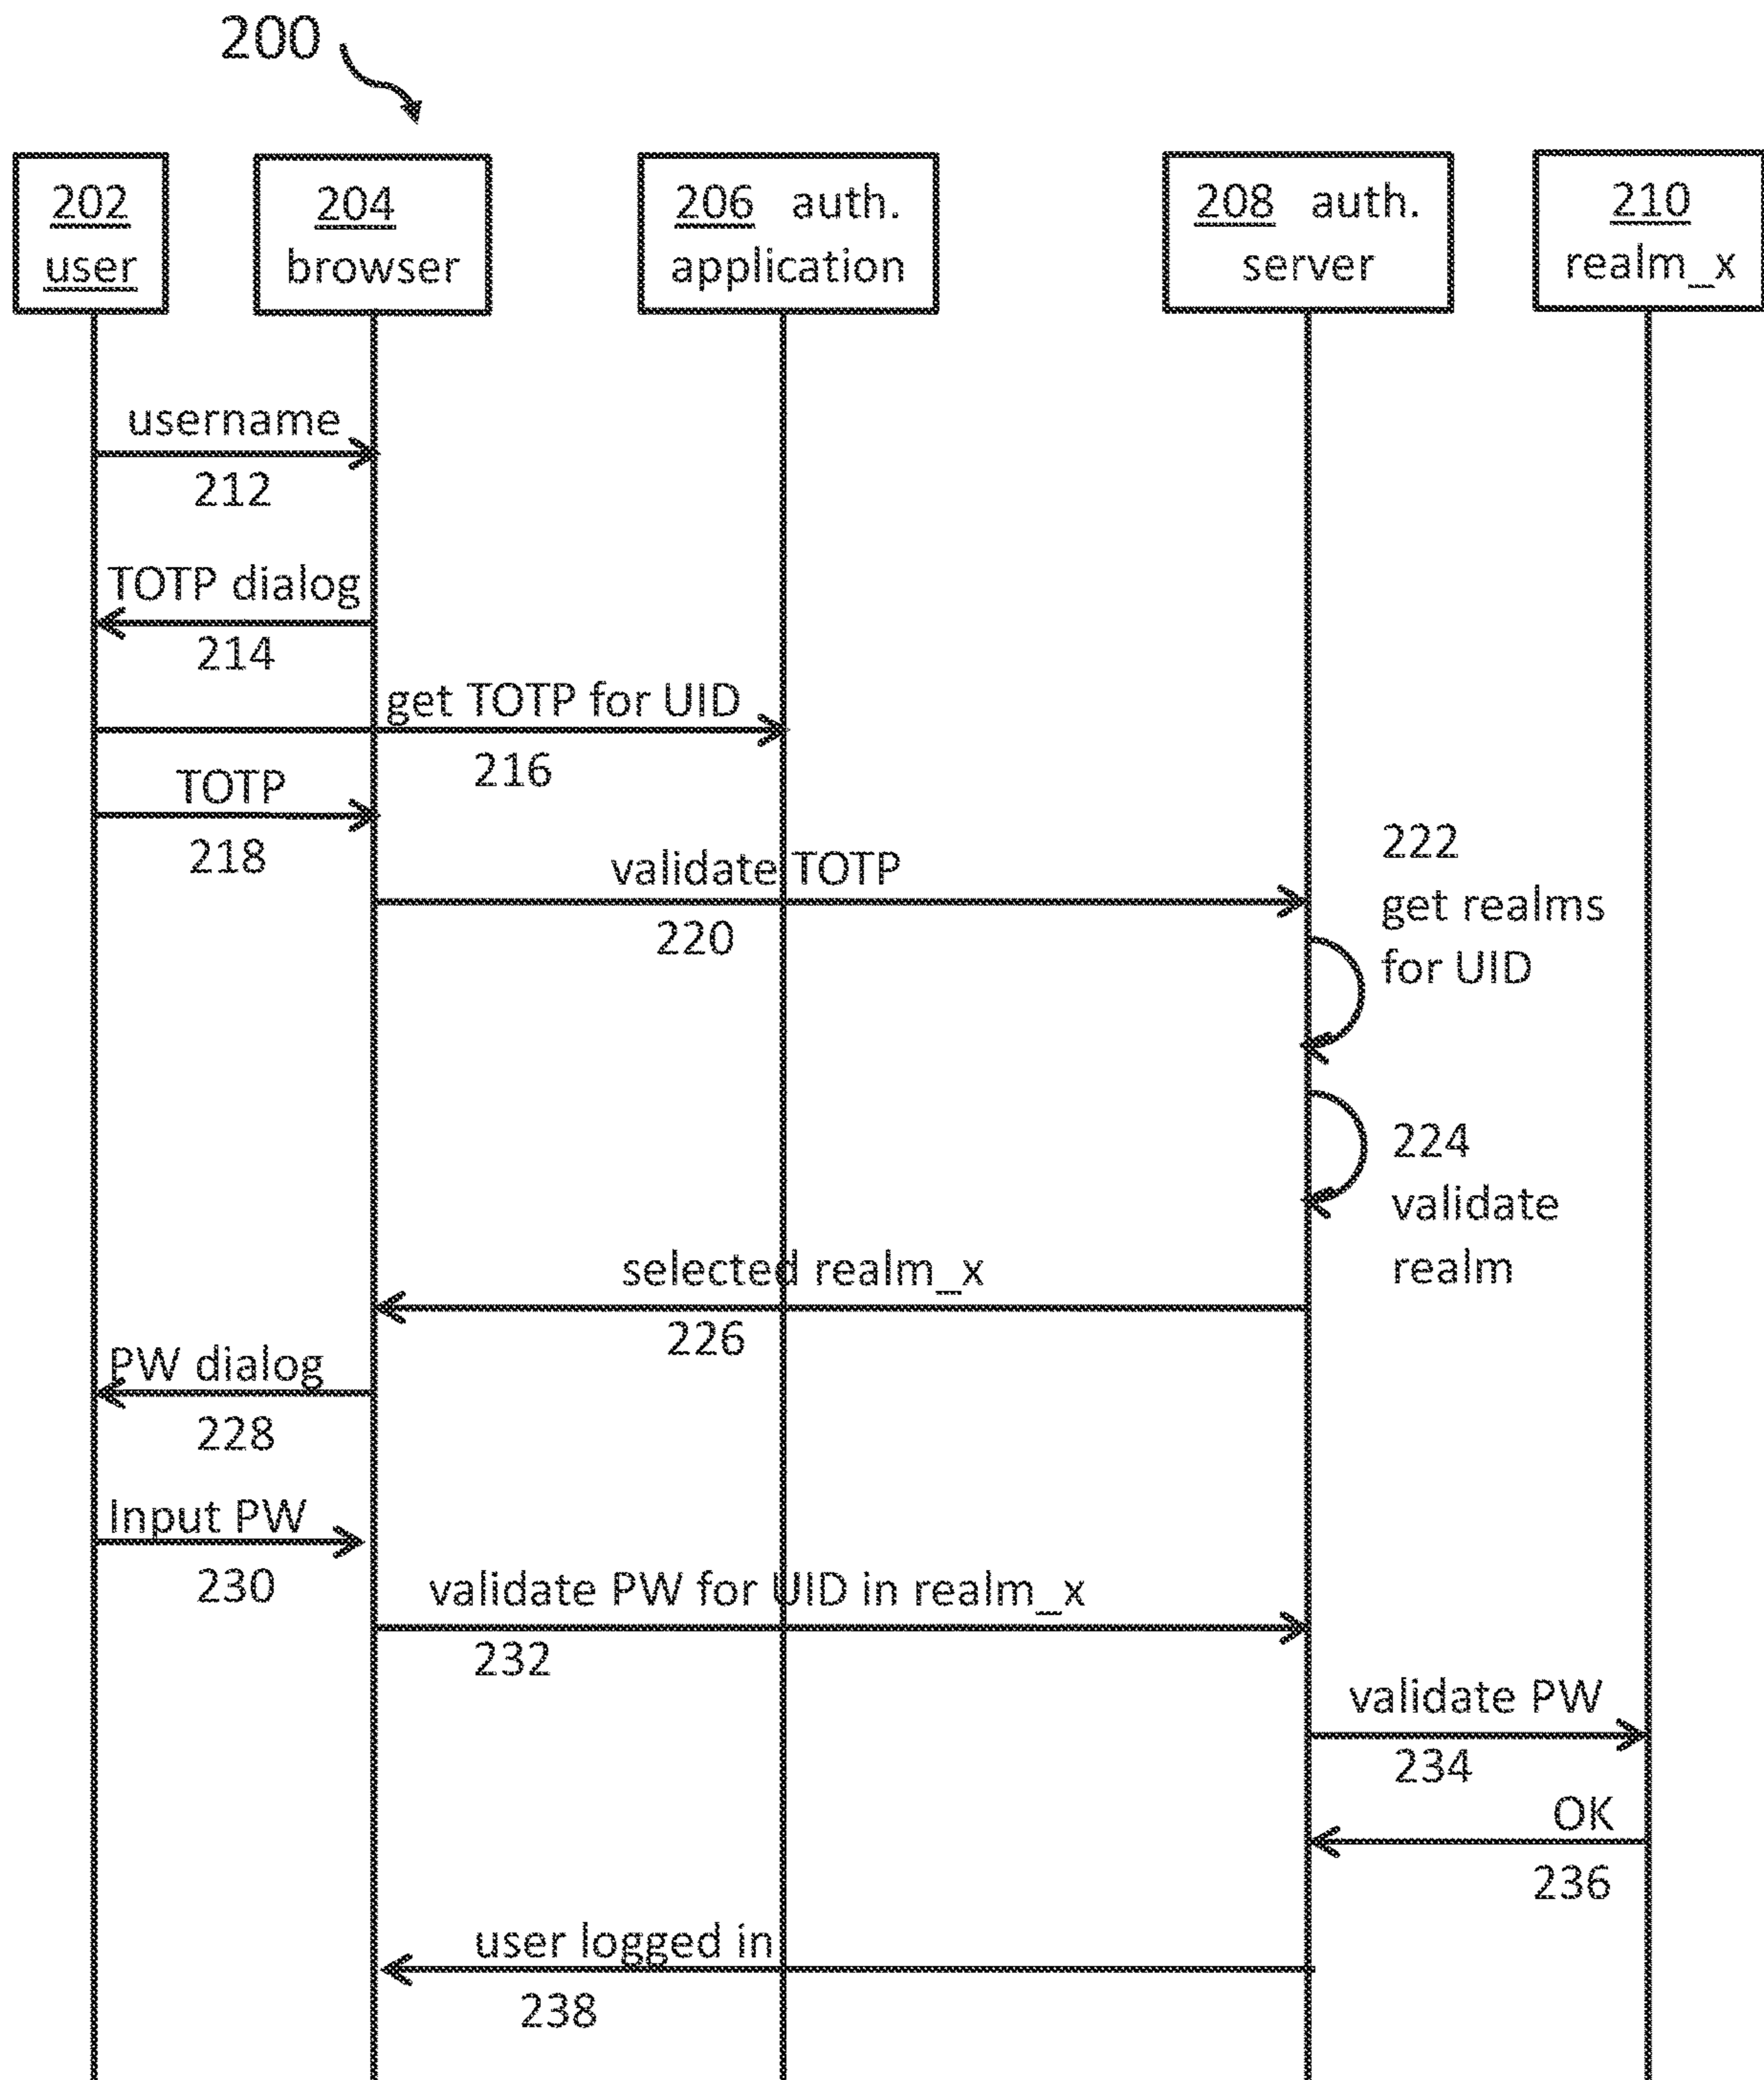 200
202
user
204
browser
206 auth.
application
208 auth.
server
210
realm_x
username
212
TOTP dialog
214
get TOTP for UID
216
TOTP
218
validate TOTP
220
222
get realms
for UID
224
validate
realm
selected realm_x
226
PW dialog
228
Input PW
230
validate PW for UID in realm_x
232
validate PW
234
OK
236
user logged in
238